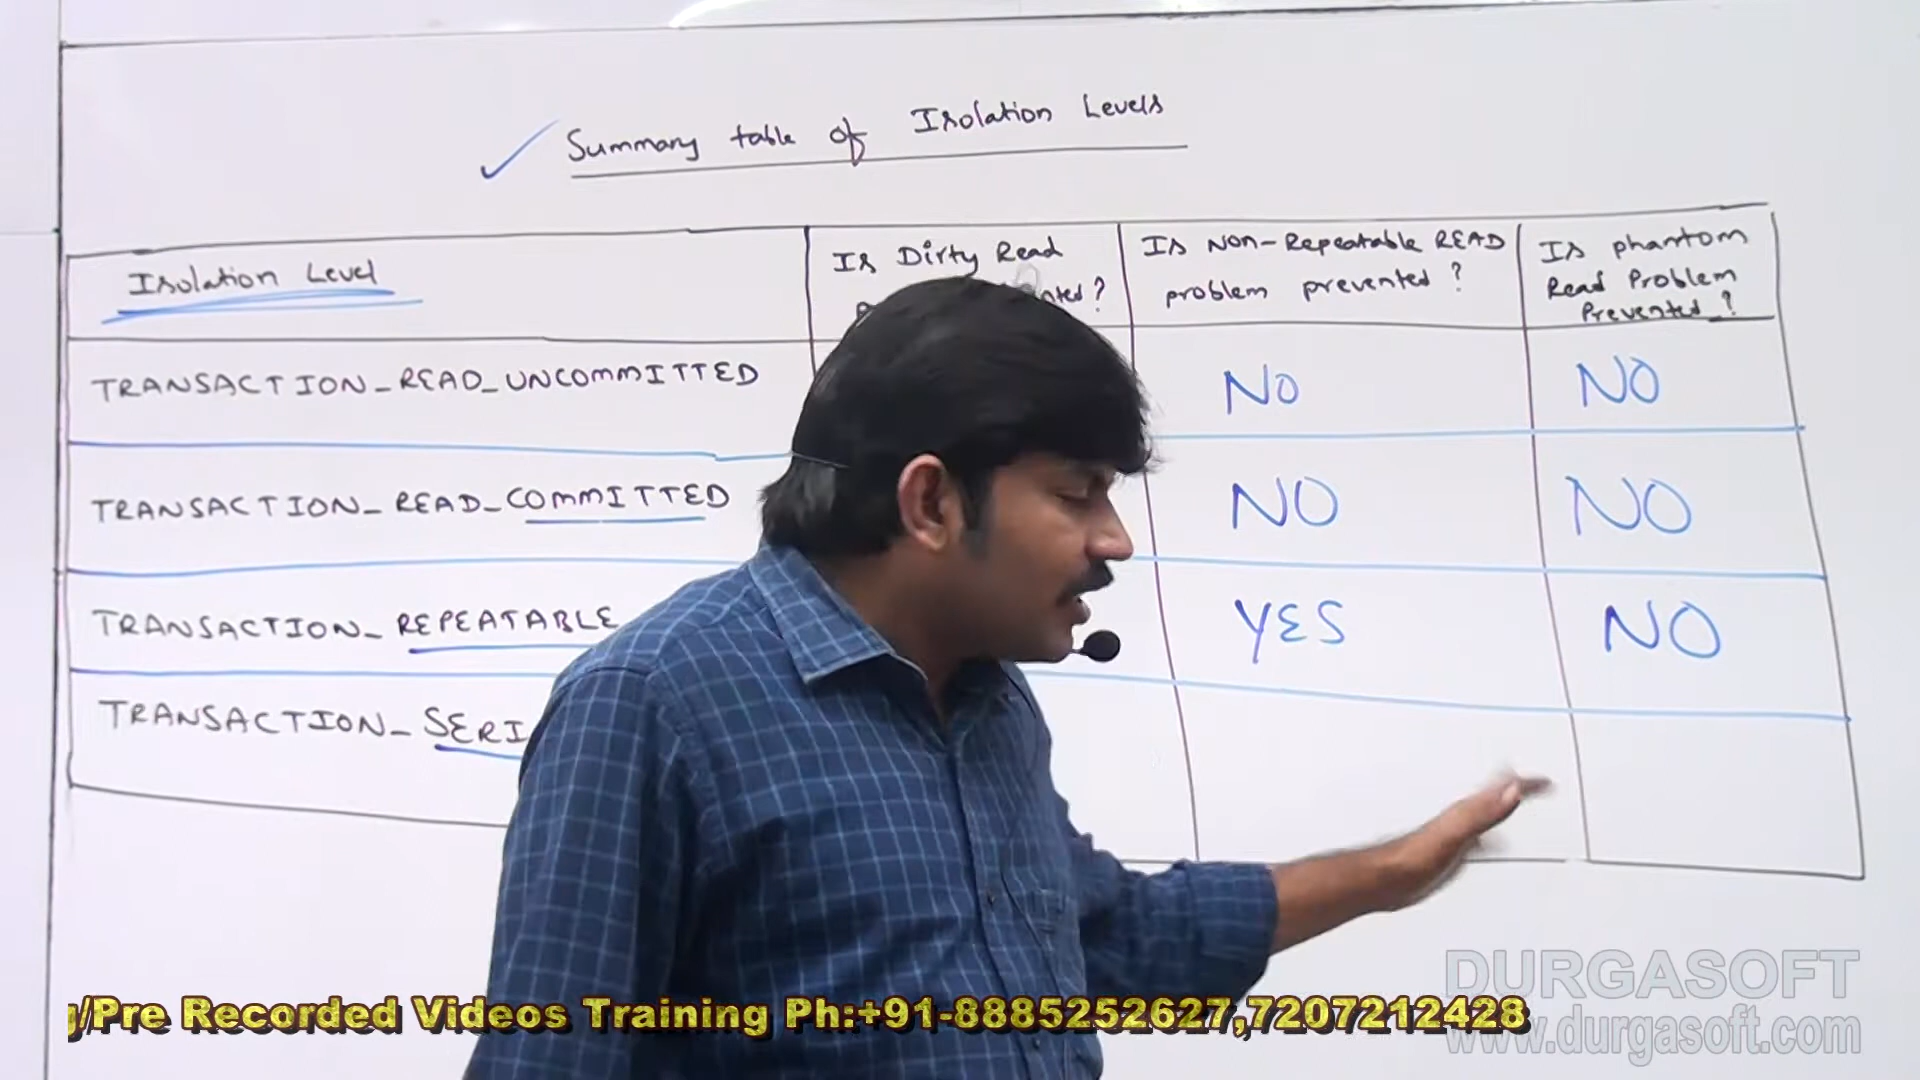 Summary table of Isolation Levels
Isolation Level
Is Dirty Read
Is NON-Repeatable READ
problem prevented ?
Is phantom
Read Problem
Prevented ?
TRANSACTION_READ_UNCOMMITTED
NO
NO
TRANSACTION_READ_COMMITTED
NO
NO
TRANSACTION_REPEATABLE
YES
NO
TRANSACTION_SERI
DURGASOFT
www.durgasoft.com
/Pre Recorded Videos Training Ph:+91-8885252627,7207212428